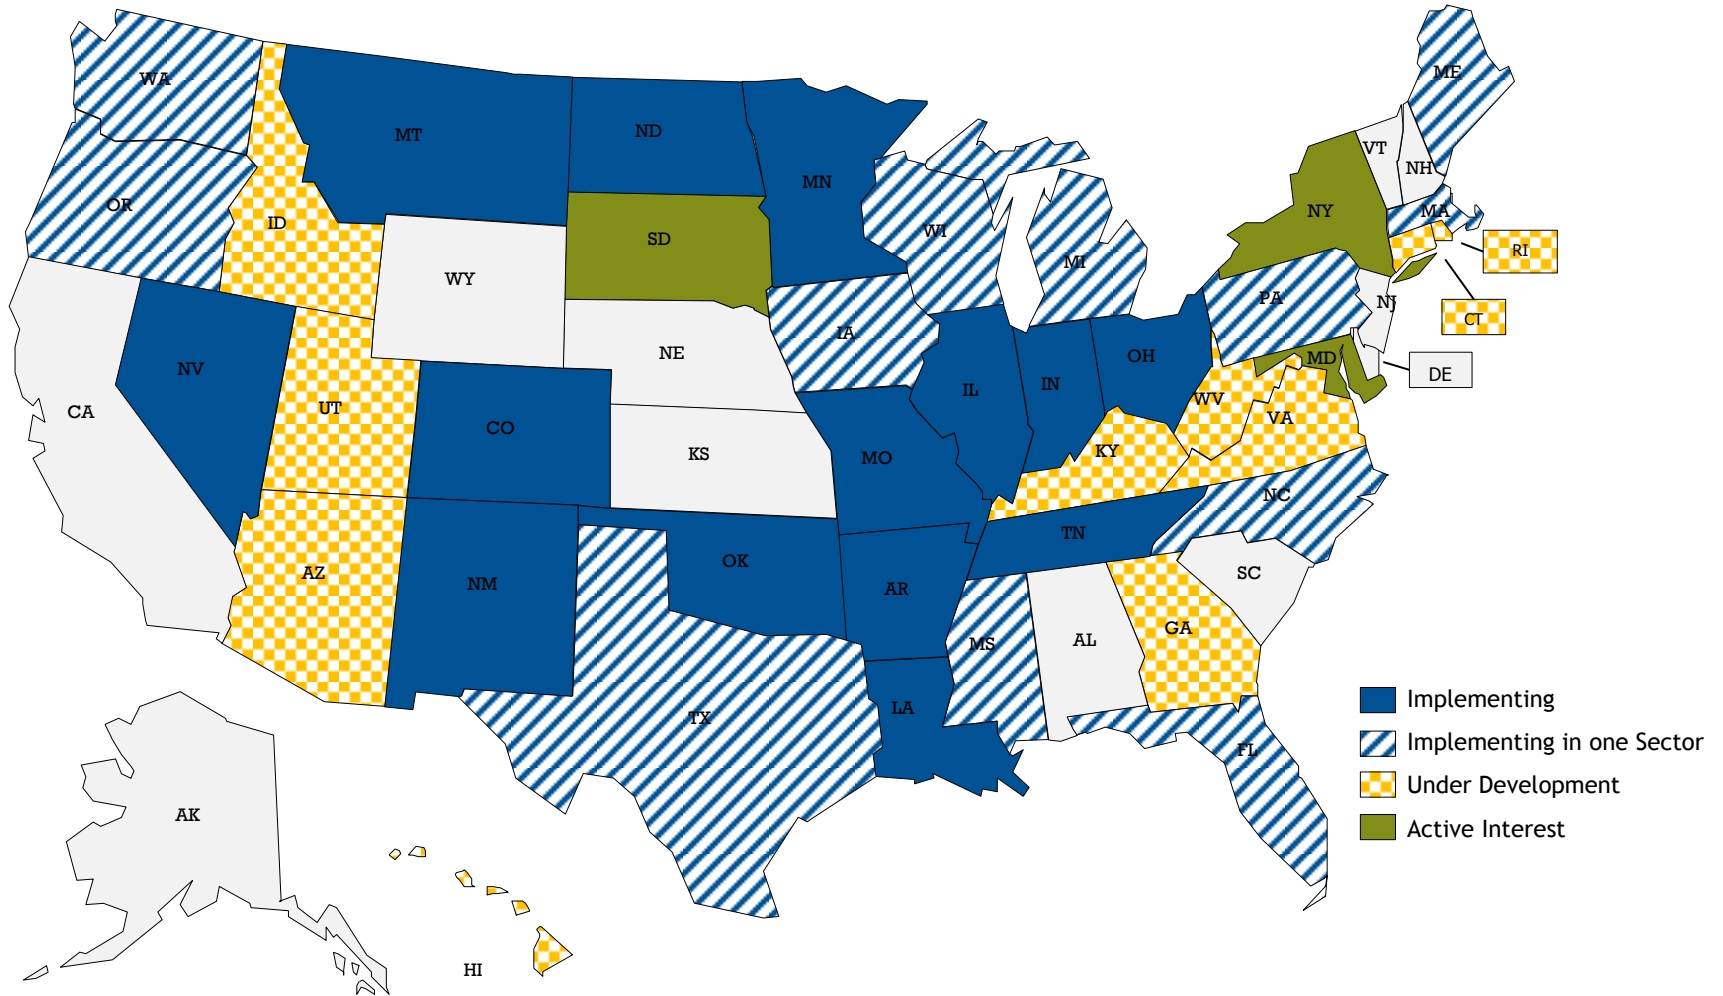 WA
ME
MT
ND
VT
NH
MN
OR
ID
NY
MA
WI
SD
RI
MI
WY
PA
NJ
CT
IA
NE
OH
MD
NV
DE
IL
IN
WV
CA
UT
VA
CO
KY
KS
MO
NC
TN
OK
AZ
SC
NM
AR
GA
AL
MS
Implementing
LA
TX
Implementing in one Sector
FL
Under Development
AK
Active Interest
HI